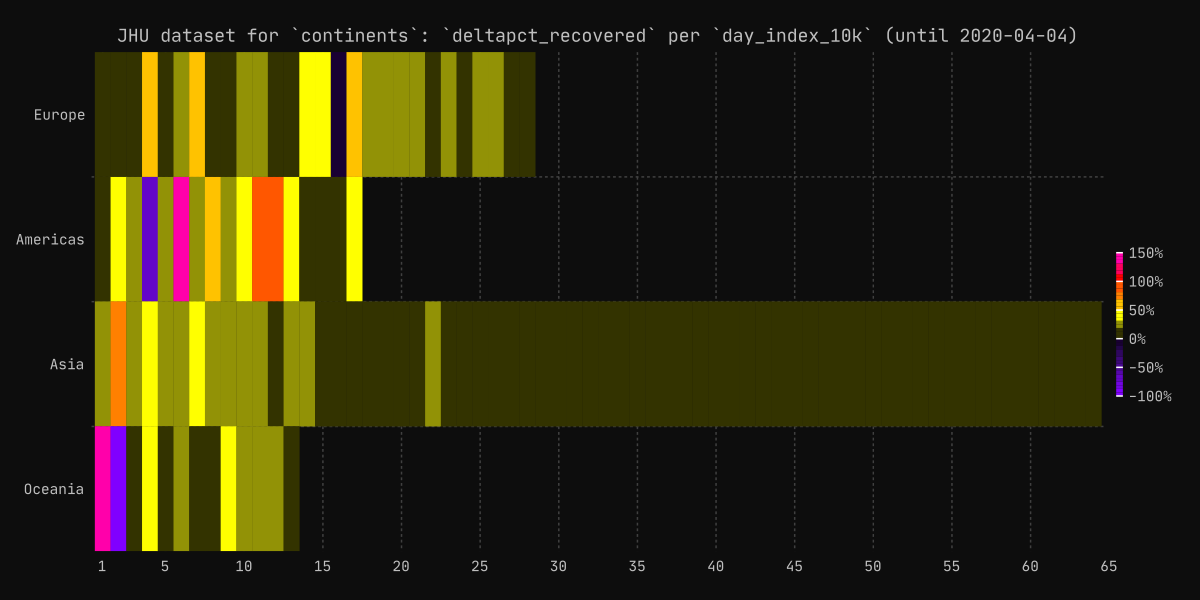 JHU dataset for `continents`: `deltapct_recovered` per `day_index_10k` (until 2020-04-04)
Europe
Americas
Asia
Oceania
150%
100%
50%
0%
-50%
-100%
1 5 10 15 20 25 30 35 40 45 50 55 60 65